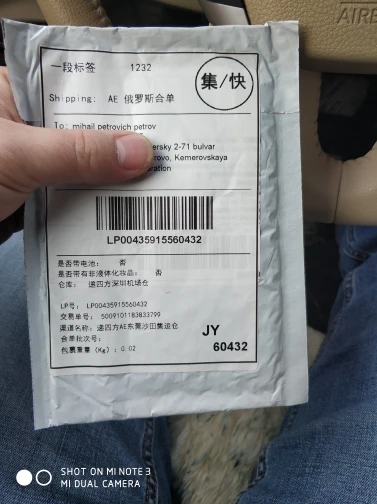 AIRB
一段标签 1232
集/快
Shipping: AE 俄罗斯合单
To: mihail petrovich petrov
ersky 2-71 bulvar
rovo, Kemerovskaya
ration
LP00435915560432
是否带电池: 否
是否带有非液体化妆品: 否
仓库: 递四方深圳机场仓
LP号: LP00435915560432
交易单号: 5009101183833799
渠道名称: 递四方AE东莞沙田集运仓
合单批次号:
包裹重量 (Kg): 0.02
JY
60432
SHOT ON MI NOTE 3
MI DUAL CAMERA